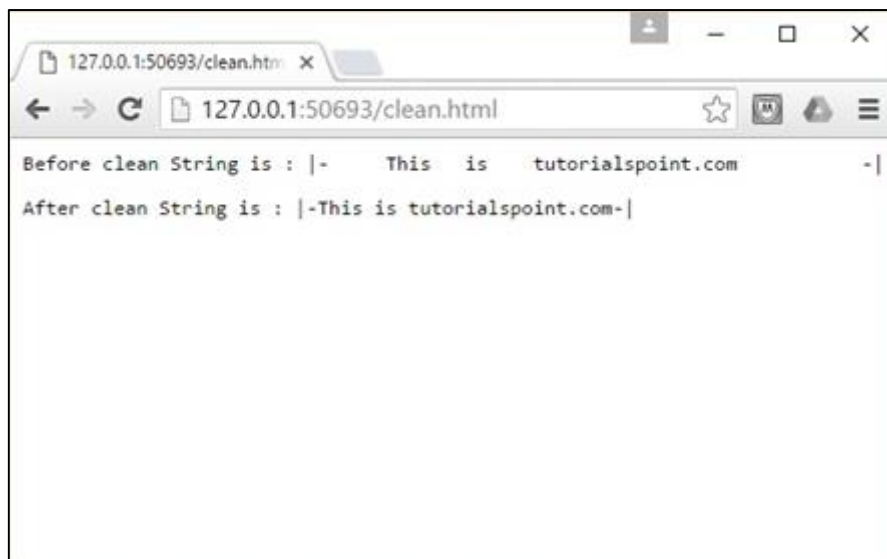 127.0.0.1:50693/clean.htm
127.0.0.1:50693/clean.html
Before clean String is : |-    This   is    tutorialspoint.com          -|
After clean String is : |-This is tutorialspoint.com-|